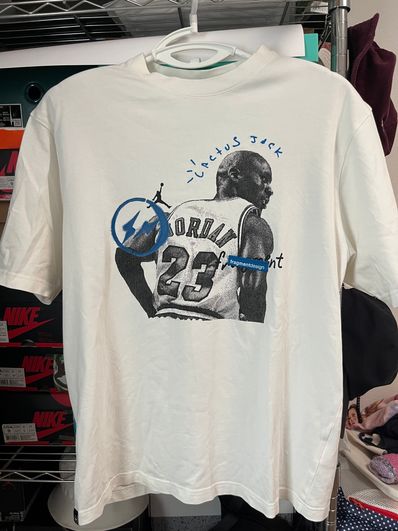 CACTUS JACK
JORDAN
23
fragment
fragmentdesign
NIKE
NIKE
NIKE